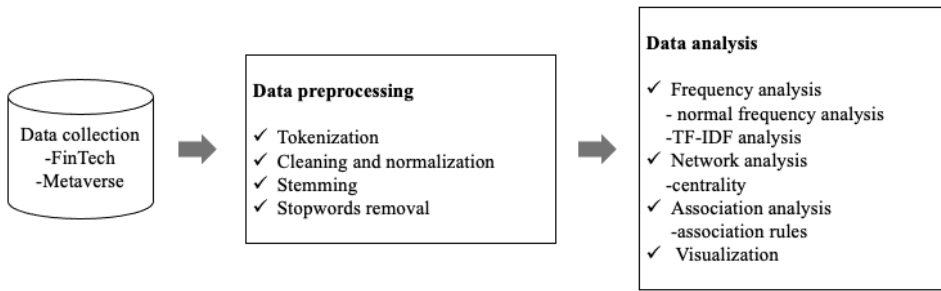 Data collection
-FinTech
-Metaverse
Data preprocessing
✓ Tokenization
✓ Cleaning and normalization
✓ Stemming
✓ Stopwords removal
Data analysis
✓ Frequency analysis
- normal frequency analysis
-TF-IDF analysis
✓ Network analysis
-centrality
✓ Association analysis
-association rules
✓ Visualization